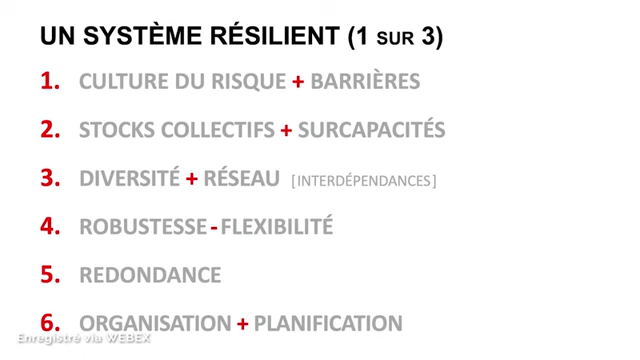 UN SYSTÈME RÉSILIENT (1 SUR 3)
1. CULTURE DU RISQUE + BARRIÈRES
2. STOCKS COLLECTIFS + SURCAPACITÉS
3. DIVERSITÉ + RÉSEAU [INTERDÉPENDANCES]
4. ROBUSTESSE - FLEXIBILITÉ
5. REDONDANCE
6. ORGANISATION + PLANIFICATION
Enregistré via WEBEX